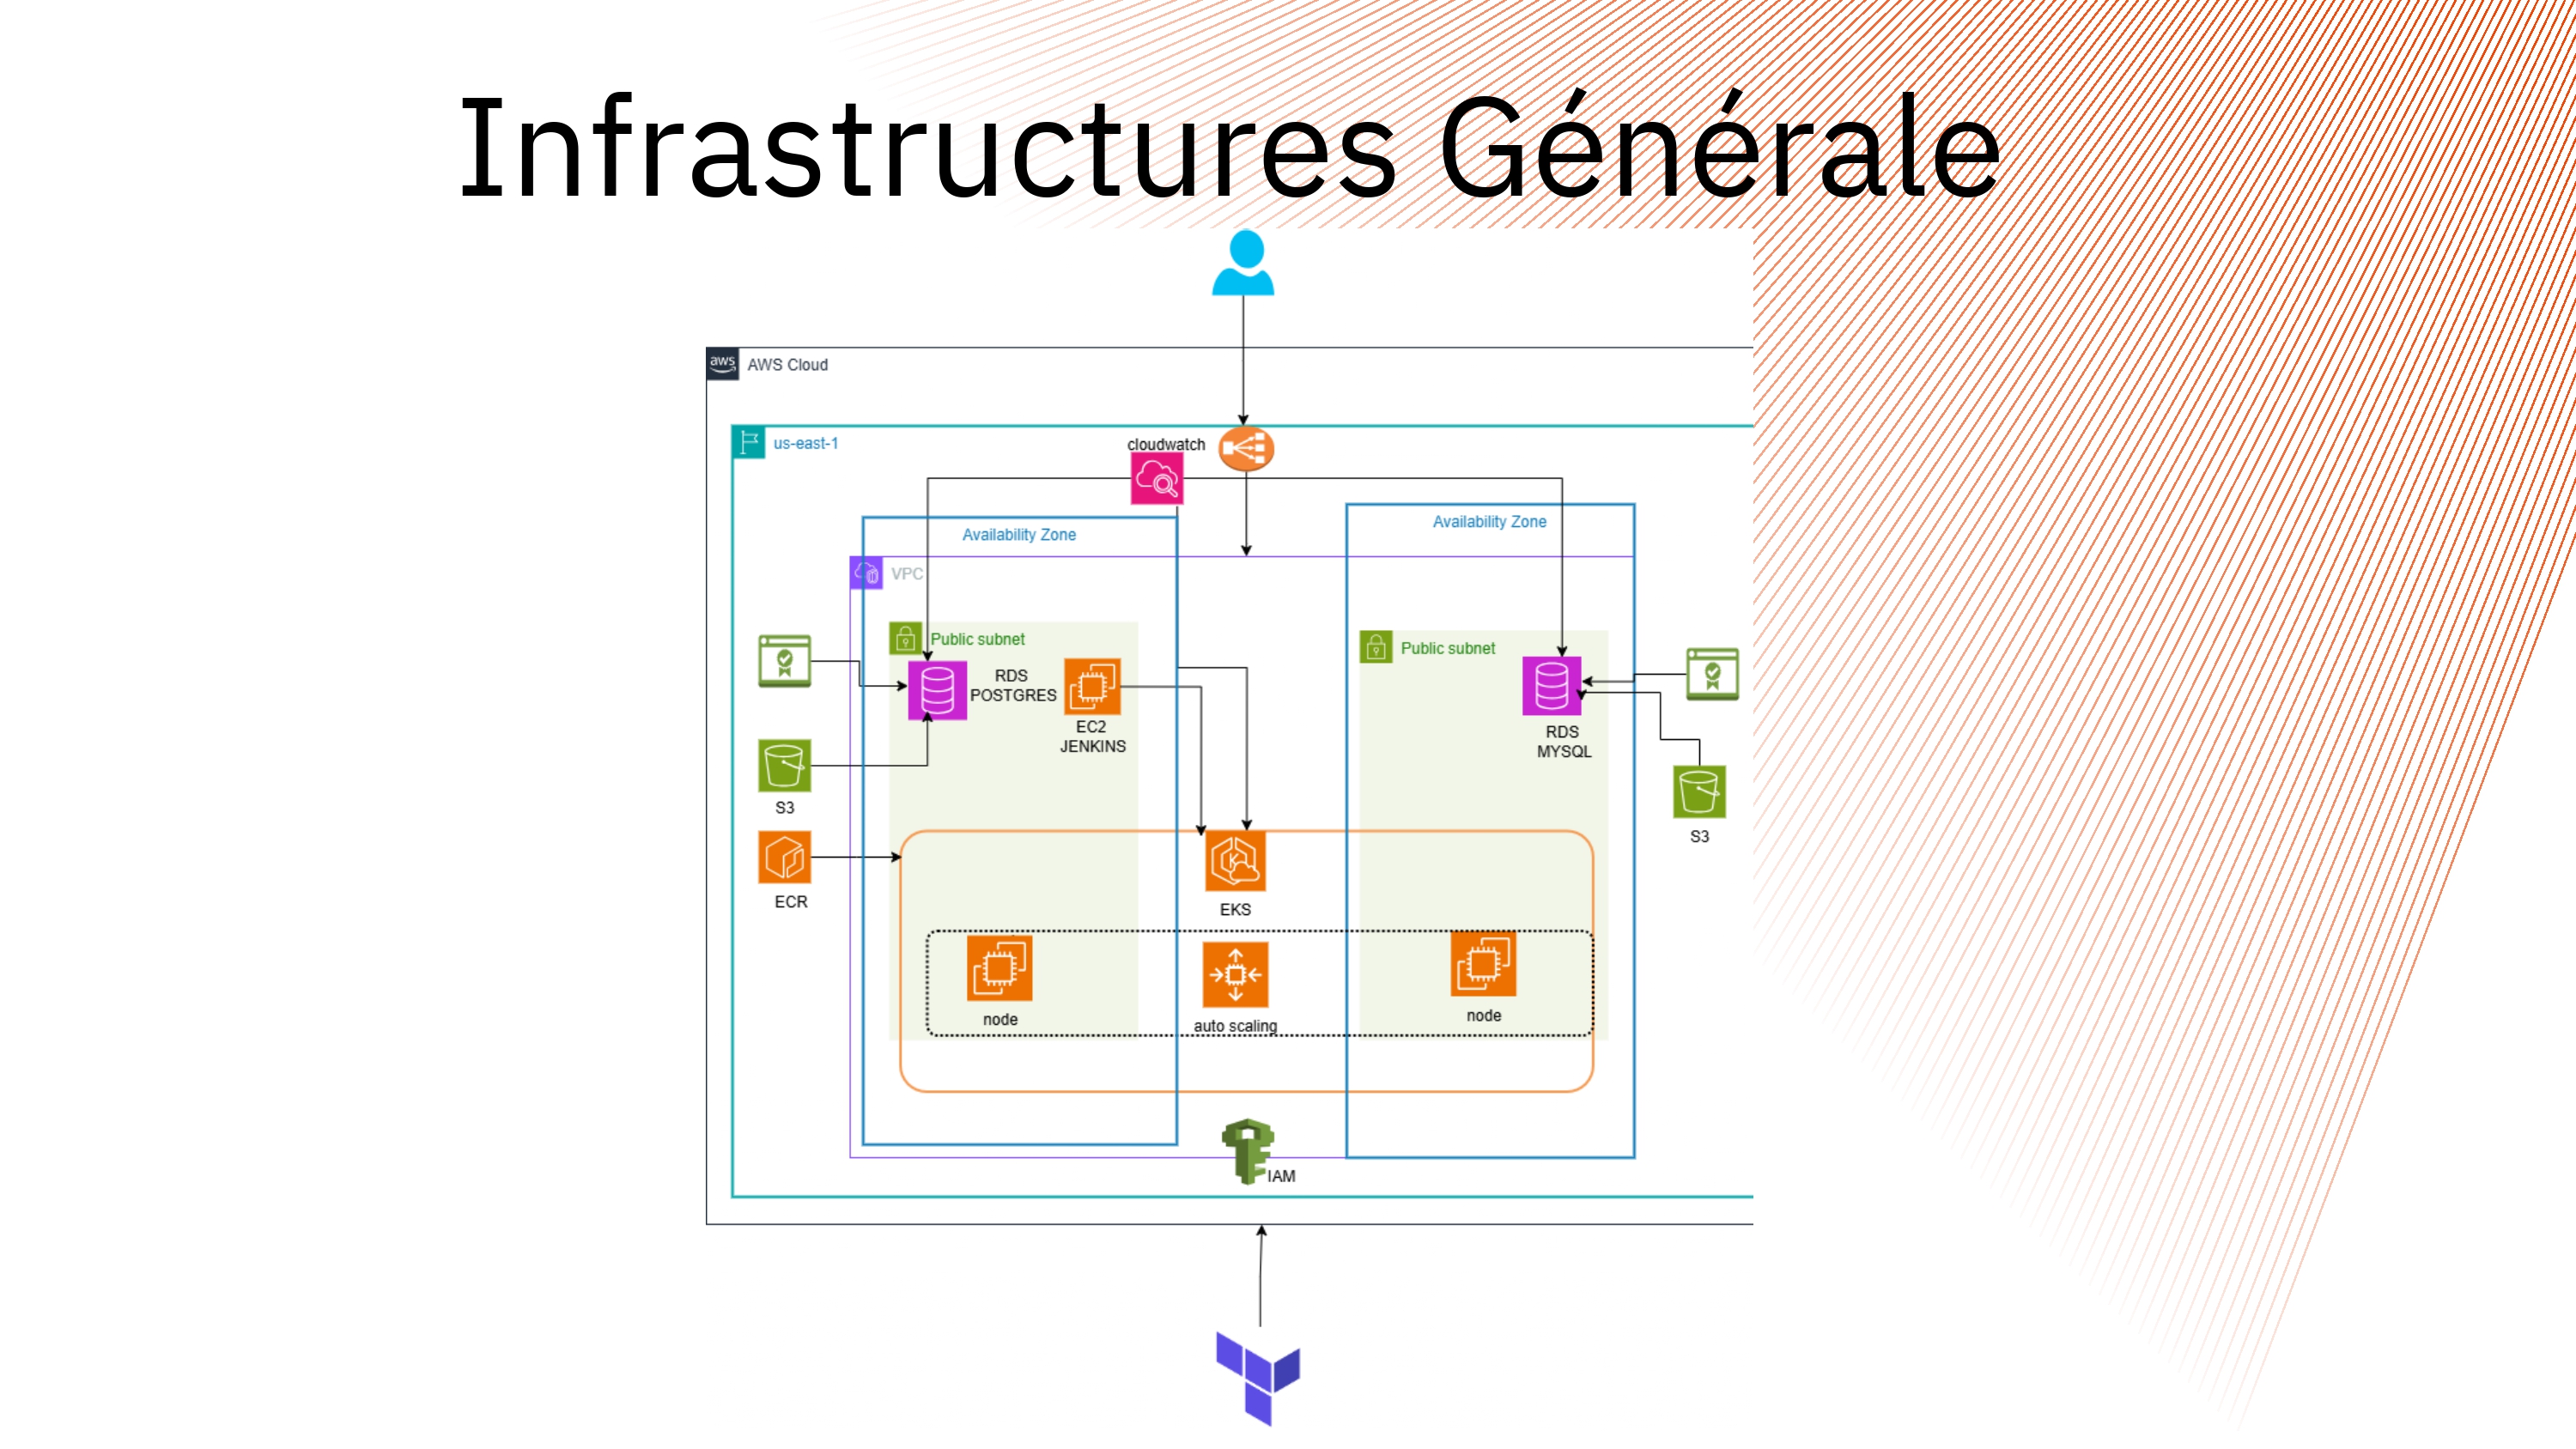 Infrastructures Générale
aws
AWS Cloud
us-east-1
cloudwatch
Availability Zone
Availability Zone
VPC
Public subnet
Public subnet
RDS
POSTGRES
EC2
JENKINS
RDS
MYSQL
S3
S3
ECR
EKS
node
auto scaling
node
IAM